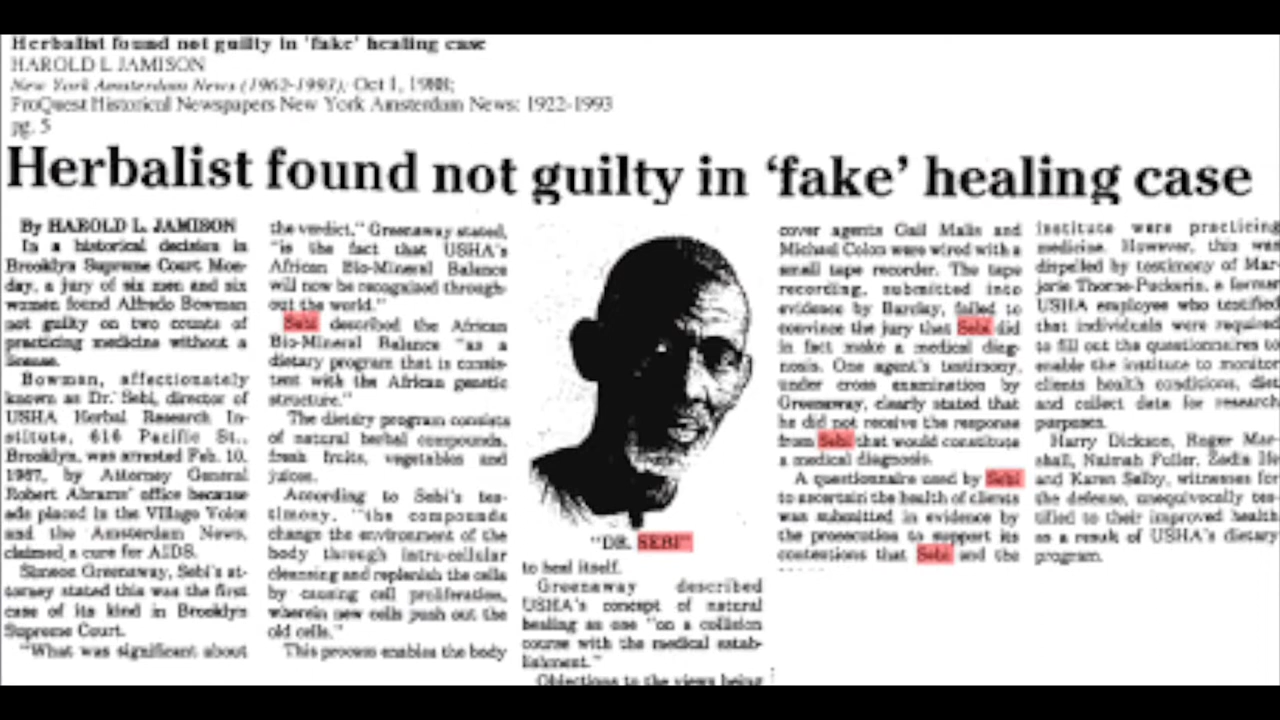 Herbalist found not guilty in 'fake' healing case
HAROLD L JAMISON
New York Amsterdam News (1962-1993); Oct 1, 1988;
ProQuest Historical Newspapers New York Amsterdam News: 1922-1993
pg. 5
Herbalist found not guilty in ‘fake’ healing case
By HAROLD L. JAMISON
In a historical decision in
Brooklyn Supreme Court Mon-
day, a jury of six men and six
women found Alfredo Bowman
not guilty on two counts of
practicing medicine without a
license.
Bowman, affectionately
known as Dr. Sebi, director of
USHA Herbal Research In-
stitute, 616 Pacific St.,
Brooklyn, was arrested Feb. 10,
1987, by Attorney General
Robert Abrams' office because
ads placed in the Village Voice
and the Amsterdam News,
claimed a cure for AIDS.
Simeon Greenaway, Sebi's at-
torney stated this was the first
case of its kind in Brooklyn
Supreme Court.
"What was significant about
the verdict," Greenaway stated,
"is the fact that USHA's
African Bio-Mineral Balance
will now be recognized through-
out the world."
Sebi described the African
Bio-Mineral Balance "as a
dietary program that is consis-
tent with the African genetic
structure."
The dietary program consists
of natural herbal compounds,
fresh fruits, vegetables and
juices.
According to Sebi's tes-
timony, "the compounds
change the environment of the
body through intra-cellular
cleansing and replenish the cells
by causing cell proliferation,
wherein new cells push out the
old cells."
This process enables the body
"DR. SEBI"
to heal itself.
Greenaway described
USHA's concept of natural
healing as one "on a collision
course with the medical estab-
lishment."
Objections to the views being
cover agents Gail Malis and
Michael Colon were wired with a
small tape recorder. The tape
recording, submitted into
evidence by Barclay, failed to
convince the jury that Sebi did
in fact make a medical diag-
nosis. One agent's testimony,
under cross examination by
Greenaway, clearly stated that
he did not receive the response
from Sebi that would constitute
a medical diagnosis.
A questionnaire used by Sebi
to ascertain the health of clients
was submitted in evidence by
the prosecution to support its
contentions that Sebi and the
institute were practicing
medicine. However, this was
dispelled by testimony of Mar-
jorie Thorne-Puckerin, a former
USHA employee who testified
that individuals were required
to fill out the questionnaires to
enable the institute to monitor
clients health conditions, diet
and collect data for research
purposes.
Harry Dickson, Roger Mar-
shall, Naimah Fuller, Zadia Ife
and Karen Selby, witnesses for
the defense, unequivocally tes-
tified to their improved health
as a result of USHA's dietary
program.